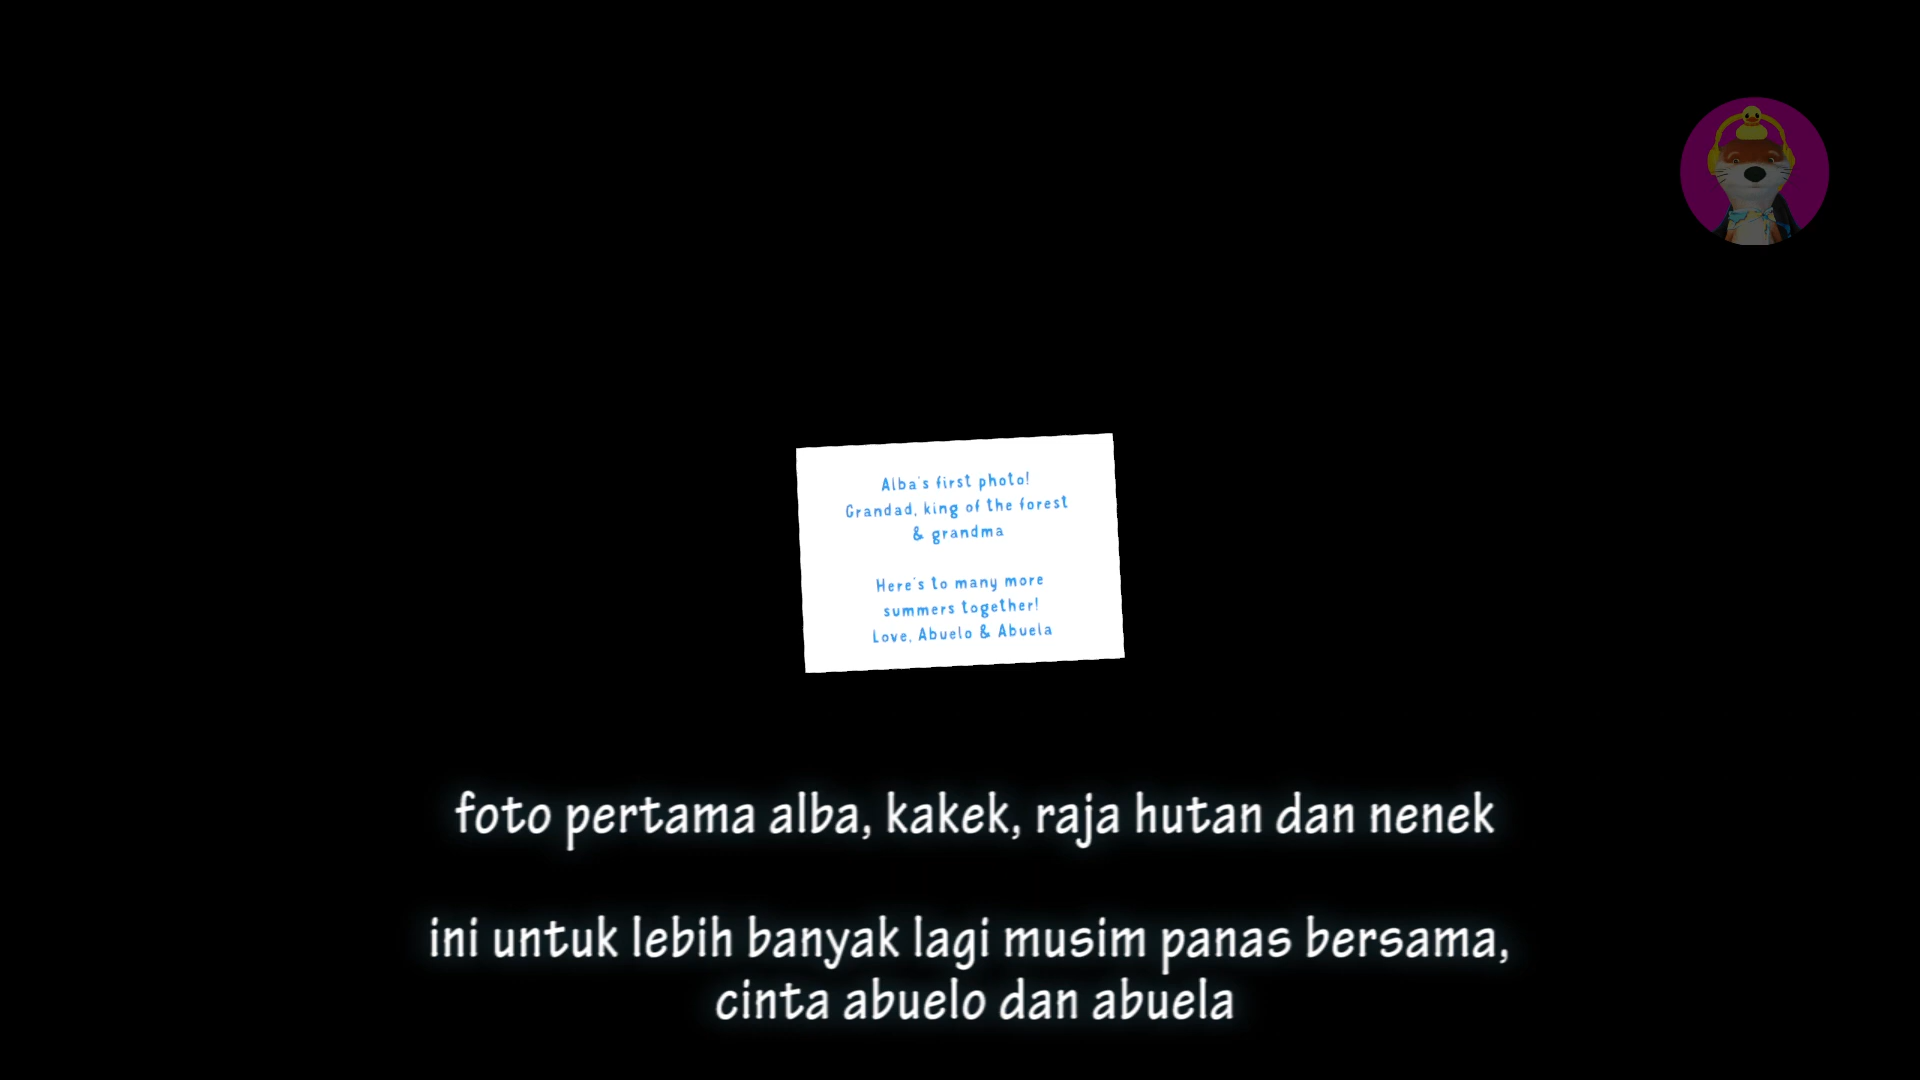 Alba's first photo!
Grandad, king of the forest
& grandma
Here's to many more
summers together!
Love, Abuelo & Abuela
foto pertama alba, kakek, raja hutan dan nenek
ini untuk lebih banyak lagi musim panas bersama,
cinta abuelo dan abuela